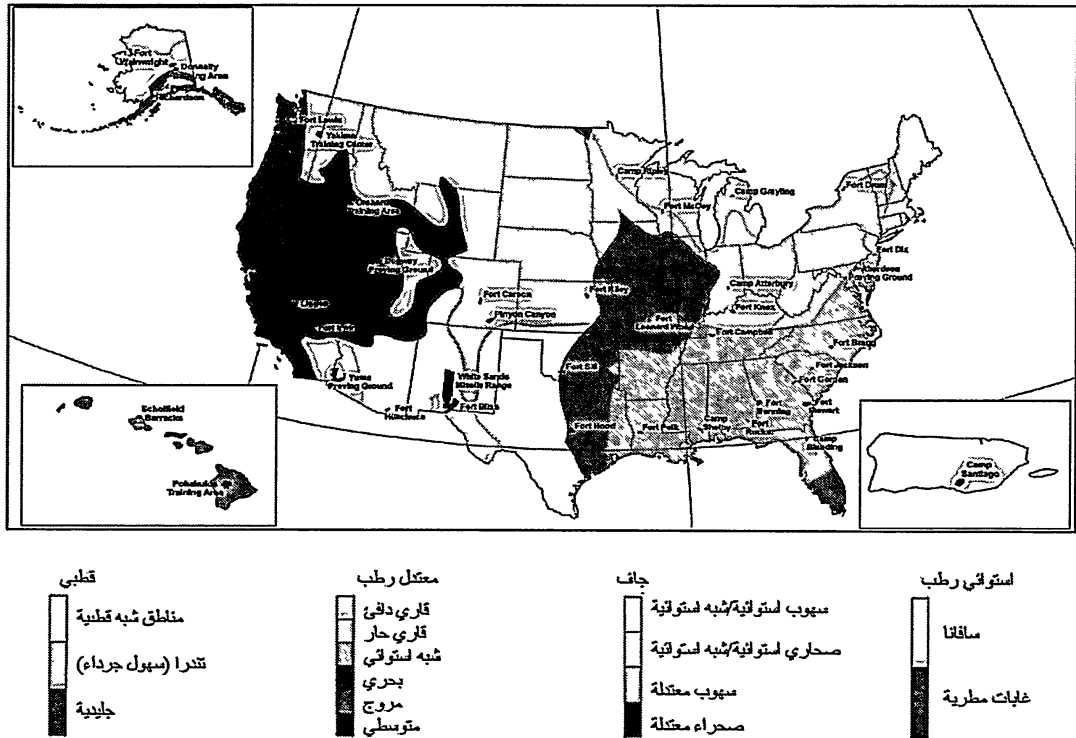 Fort
Wainwright
Donnelly
Training Area
Richardson
Fort Lewis
Yakima
Training Center
Camp Ripley
Camp Grayling
Fort Drum
Fort McCoy
Orchard
Training Area
Fort Dix
Aberdeen
Proving Ground
Dugway
Proving Ground
Camp Atterbury
Fort Carson
Fort Riley
Fort Knox
Pinyon Canyon
Fort
Leonard Wood
Fort Irwin
Fort Campbell
Fort Bragg
Yuma
Proving Ground
White Sands
Missile Range
Fort Sill
Fort Jackson
Fort Gordon
Fort
Huachuca
Fort Bliss
Fort
Benning
Fort
Stewart
Fort Hood
Fort Polk
Camp
Shelby
Fort
Rucker
Camp
Blanding
Schofield
Barracks
Pohakuloa
Training Area
Camp
Santiago
قطبي
مناطق شبه قطبية
تندرا (سهول جرداء)
جليدية
معتدل رطب
قاري دافئ
قاري حار
شبه استوائي
بحري
مروج
متوسطي
جاف
سهوب استوائية/شبه استوائية
صحاري استوائية/شبه استوائية
سهوب معتدلة
صحراء معتدلة
استوائي رطب
سافانا
غابات مطرية